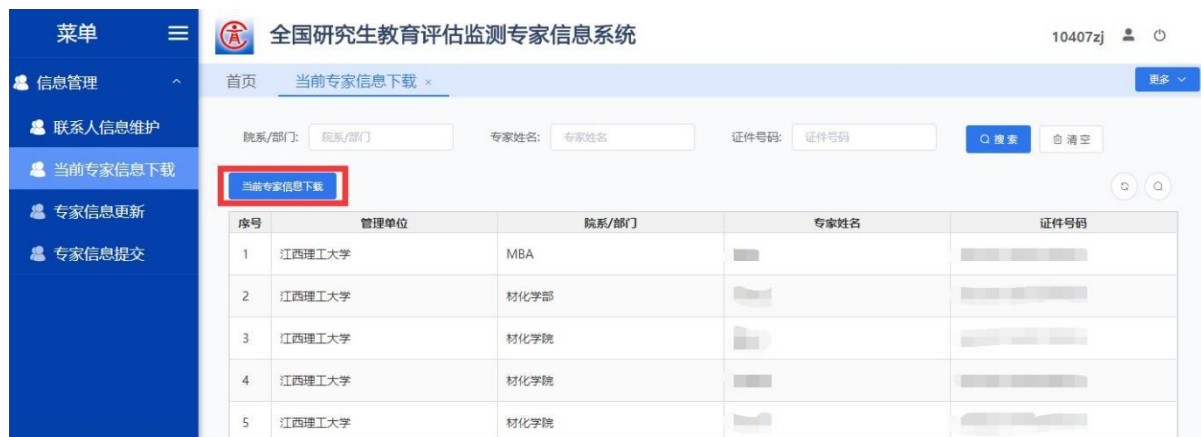 菜单
全国研究生教育评估监测专家信息系统
10407zj
信息管理
首页 当前专家信息下载 ×
更多
联系人信息维护
院系/部门: 院系/部门 专家姓名: 专家姓名 证件号码: 证件号码 搜索 清空
当前专家信息下载
当前专家信息下载
专家信息更新
专家信息提交
序号 管理单位 院系/部门 专家姓名 证件号码
1 江西理工大学 MBA
2 江西理工大学 材化学部
3 江西理工大学 材化学院
4 江西理工大学 材化学院
5 江西理工大学 材化学院